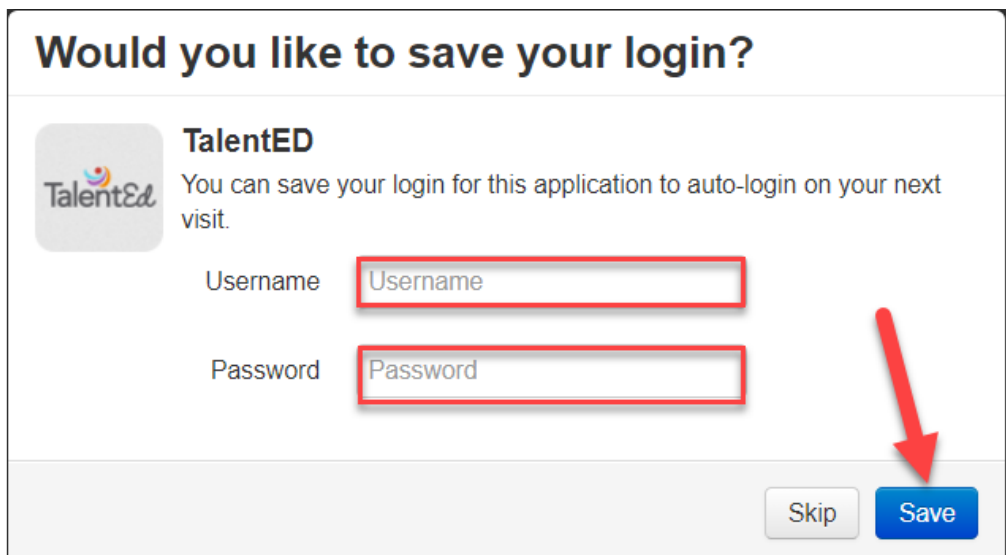 Would you like to save your login?
TalentED
TalentEd
You can save your login for this application to auto-login on your next
visit.
Username Username
Password Password
Skip Save